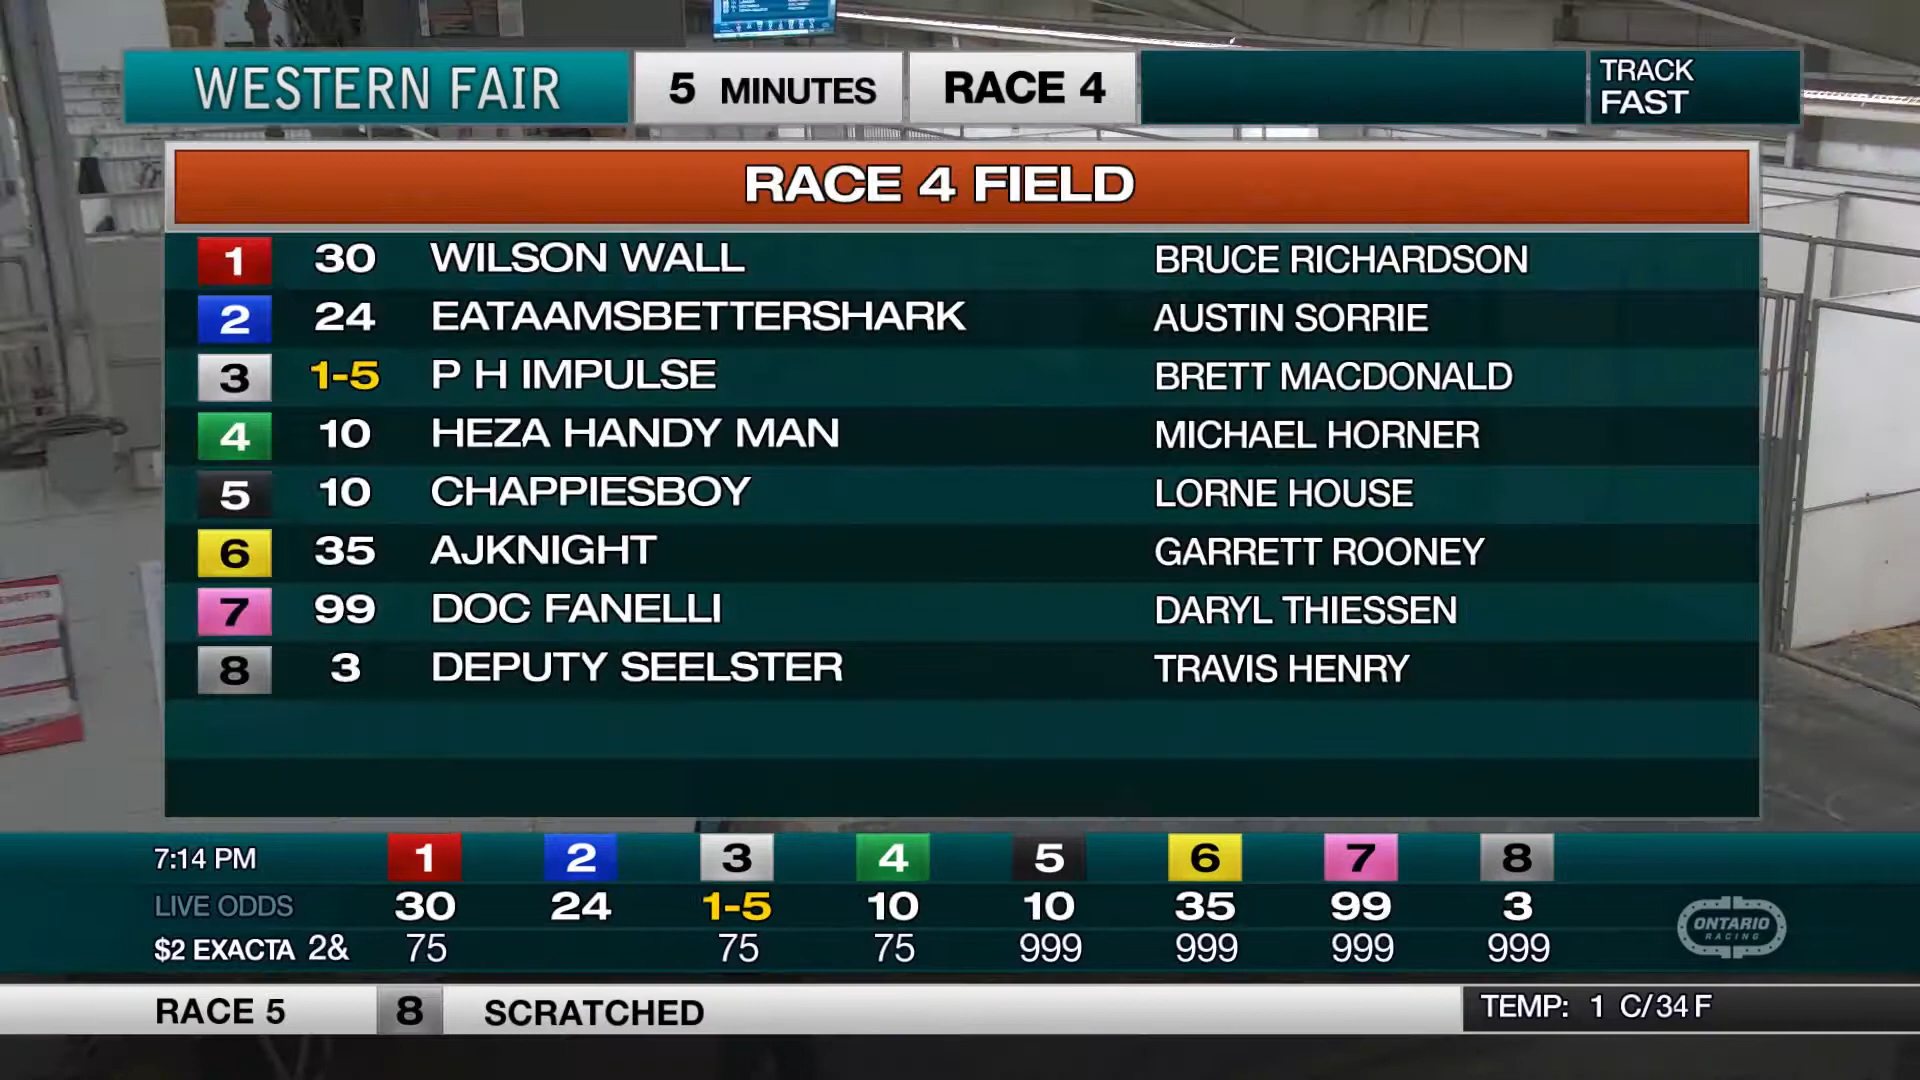 WESTERN FAIR 5 MINUTES RACE 4 TRACK FAST
RACE 4 FIELD
1 30 WILSON WALL BRUCE RICHARDSON
2 24 EATAAMSBETTERSHARK AUSTIN SORRIE
3 1-5 P H IMPULSE BRETT MACDONALD
4 10 HEZA HANDY MAN MICHAEL HORNER
5 10 CHAPPIESBOY LORNE HOUSE
6 35 AJKNIGHT GARRETT ROONEY
7 99 DOC FANELLI DARYL THIESSEN
8 3 DEPUTY SEELSTER TRAVIS HENRY
7:14 PM 1 2 3 4 5 6 7 8
LIVE ODDS 30 24 1-5 10 10 35 99 3
$2 EXACTA 2& 75 75 75 999 999 999 999
ONTARIO
RACING
RACE 5 8 SCRATCHED TEMP: 1 C/34 F